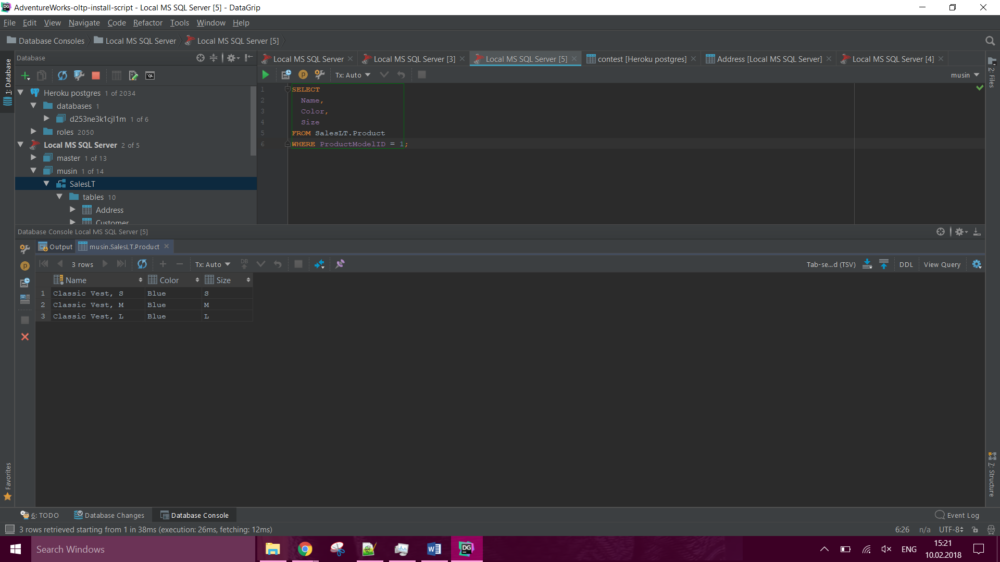 AdventureWorks-oltp-install-script - Local MS SQL Server [5] - DataGrip
File Edit View Navigate Code Refactor Tools Window Help
Database Consoles Local MS SQL Server Local MS SQL Server [5]
1: Database
Database
Heroku postgres 1 of 2034
databases 1
d253ne3k1cjl1m 1 of 6
roles 2050
Local MS SQL Server 2 of 5
master 1 of 13
musin 1 of 14
SalesLT
tables 10
Address
Customer
Local MS SQL Server Local MS SQL Server [3] Local MS SQL Server [5] contest [Heroku postgres] Address [Local MS SQL Server] Local MS SQL Server [4]
Tx: Auto musin
1 SELECT
2 Name,
3 Color,
4 Size
5 FROM SalesLT.Product
6 WHERE ProductModelID = 1;
2: Files
Database Console Local MS SQL Server [5]
Output musin.SalesLT.Product
3 rows Tx: Auto DB Tab-se...d (TSV) DDL View Query
Name Color Size
1 Classic Vest, S Blue S
2 Classic Vest, M Blue M
3 Classic Vest, L Blue L
Favorites
7: Structure
6: TODO Database Changes Database Console Event Log
3 rows retrieved starting from 1 in 38ms (execution: 26ms, fetching: 12ms) 6:26 n/a UTF-8
Search Windows
ENG 15:21
10.02.2018